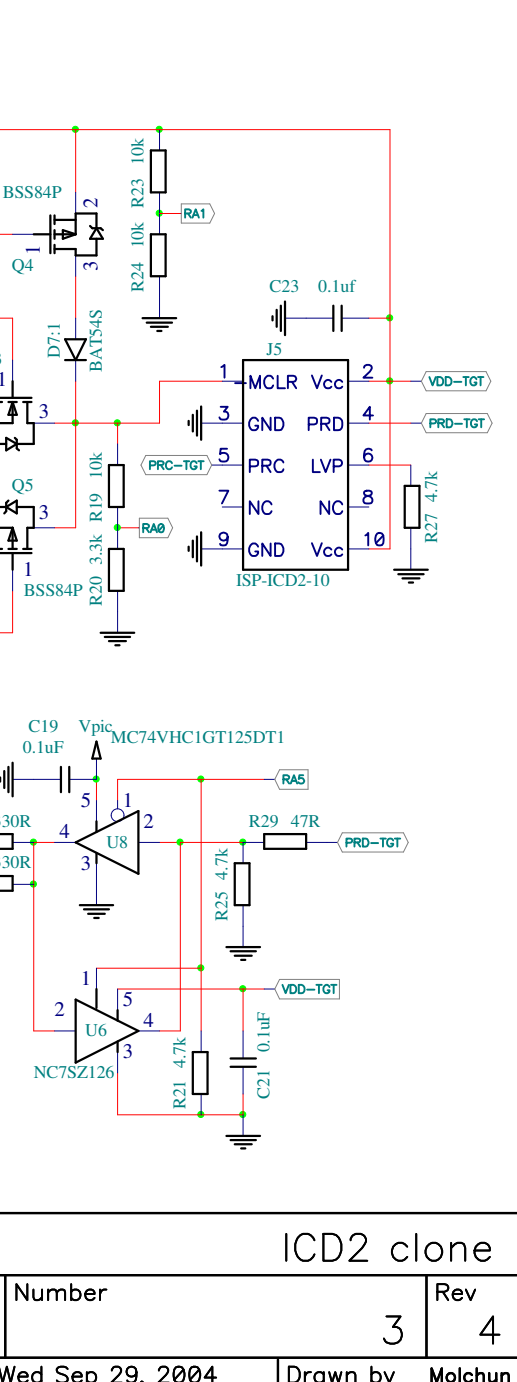 10k
R23
BSS84P
2
RA1
1
10k
R24
Q4
3
C23 0.1uf
D7:1
BAT54S
J5
1 MCLR Vcc 2 VDD-TGT
1
3
3 GND PRD 4 PRD-TGT
PRC-TGT 5 PRC LVP 6
10k
R19
Q5
7 NC NC 8
4.7k
R27
3
RA0
9 GND Vcc 10
3.3k
R20
1
BSS84P
ISP-ICD2-10
C19 Vpic
0.1uF
MC74VHC1GT125DT1
RA5
5 1
30R
4 U8 2
R29 47R
PRD-TGT
30R
3
4.7k
R25
1
5
VDD-TGT
2 U6 4
0.1uF
3
NC7SZ126
4.7k
R21
C21
ICD2 clone
Number Rev
3 4
Wed Sep 29, 2004 Drawn by Molchun